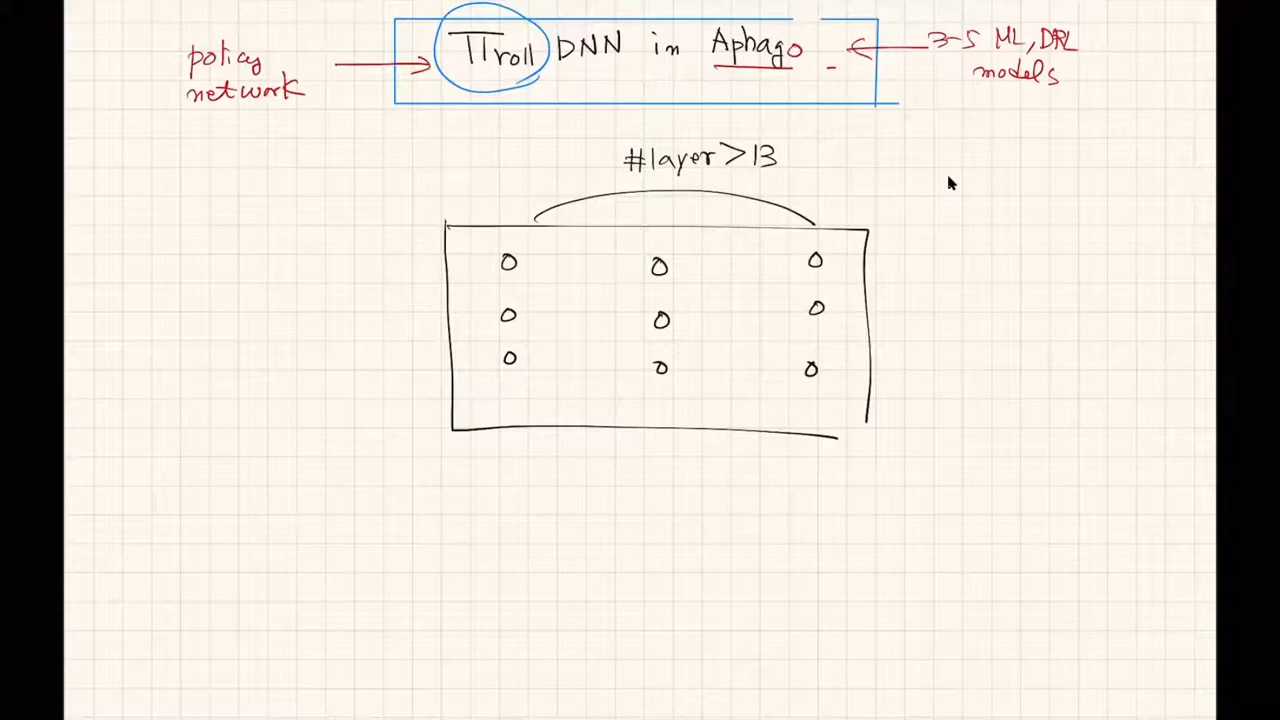 πroll DNN in Aphago
policy
network
3-5 ML, DRL
models
#layer > 13